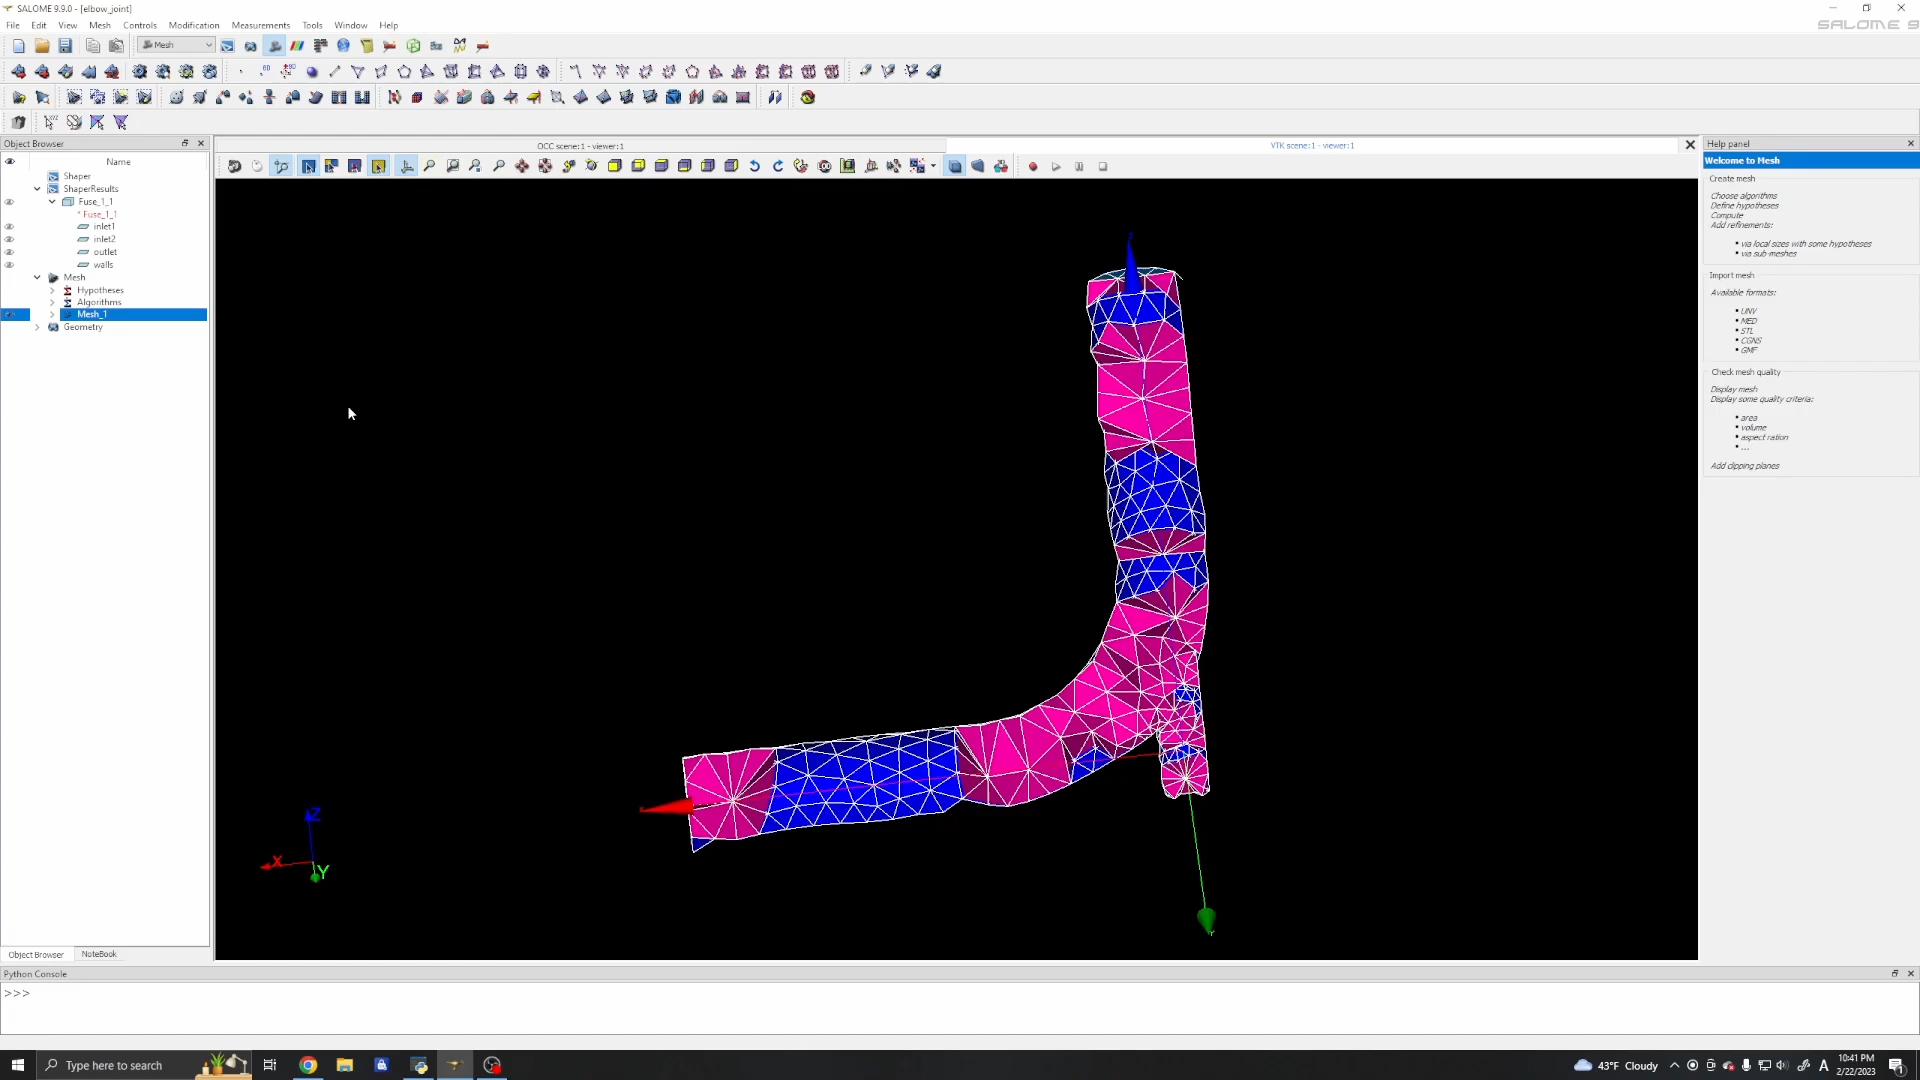 SALOME 9.9.0 - [elbow_joint]
File Edit View Mesh Controls Modification Measurements Tools Window Help
SALOME 9
Mesh
Object Browser
Name
Shaper
ShaperResults
Fuse_1_1
* Fuse_1_1
inlet1
inlet2
outlet
walls
Mesh
Hypotheses
Algorithms
Mesh_1
Geometry
Object Browser NoteBook
OCC scene:1 - viewer:1
VTK scene:1 - viewer:1
Z
X
Y
Help panel
Welcome to Mesh
Create mesh
Choose algorithms
Define hypotheses
Compute
Add refinements:
via local sizes with some hypotheses
via sub-meshes
Import mesh
Available formats:
UNV
MED
STL
CGNS
GMF
Check mesh quality
Display mesh
Display some quality criteria:
area
volume
aspect ration
...
Add clipping planes
Python Console
>>>
Type here to search
43°F Cloudy
A
10:41 PM
2/22/2023